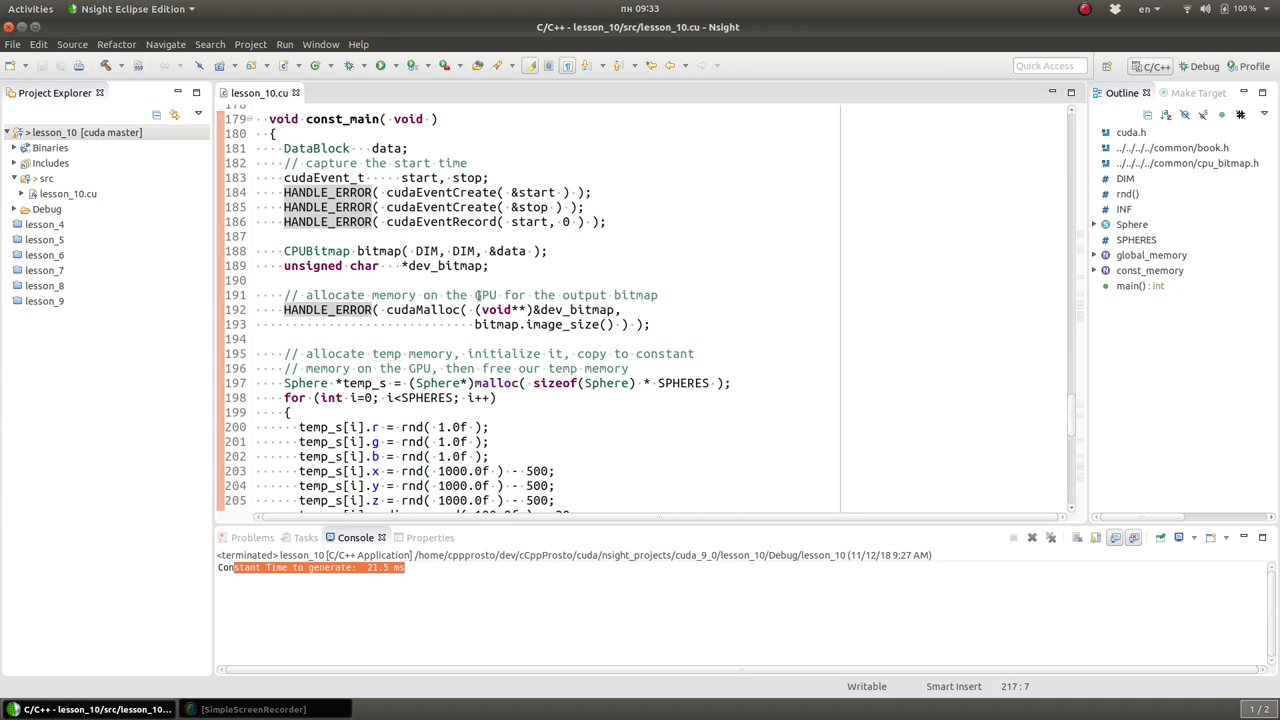 Activities Nsight Eclipse Edition пн 09:33 en 100 %
C/C++ - lesson_10/src/lesson_10.cu - Nsight
File Edit Source Refactor Navigate Search Project Run Window Help
Quick Access C/C++ Debug Profile
Project Explorer lesson_10.cu Outline Make Target
> lesson_10 [cuda master]
Binaries
Includes
> src
lesson_10.cu
Debug
lesson_4
lesson_5
lesson_6
lesson_7
lesson_8
lesson_9
178
179 void const_main( void )
180 {
181 DataBlock data;
182 // capture the start time
183 cudaEvent_t start, stop;
184 HANDLE_ERROR( cudaEventCreate( &start ) );
185 HANDLE_ERROR( cudaEventCreate( &stop ) );
186 HANDLE_ERROR( cudaEventRecord( start, 0 ) );
187
188 CPUBitmap bitmap( DIM, DIM, &data );
189 unsigned char *dev_bitmap;
190
191 // allocate memory on the GPU for the output bitmap
192 HANDLE_ERROR( cudaMalloc( (void**)&dev_bitmap,
193 bitmap.image_size() ) );
194
195 // allocate temp memory, initialize it, copy to constant
196 // memory on the GPU, then free our temp memory
197 Sphere *temp_s = (Sphere*)malloc( sizeof(Sphere) * SPHERES );
198 for (int i=0; i<SPHERES; i++)
199 {
200 temp_s[i].r = rnd( 1.0f );
201 temp_s[i].g = rnd( 1.0f );
202 temp_s[i].b = rnd( 1.0f );
203 temp_s[i].x = rnd( 1000.0f ) - 500;
204 temp_s[i].y = rnd( 1000.0f ) - 500;
205 temp_s[i].z = rnd( 1000.0f ) - 500;
cuda.h
../../../../common/book.h
../../../../common/cpu_bitmap.h
DIM
rnd()
INF
Sphere
SPHERES
global_memory
const_memory
main() : int
Problems Tasks Console Properties
<terminated> lesson_10 [C/C++ Application] /home/cppprosto/dev/cCppProsto/cuda/nsight_projects/cuda_9_0/lesson_10/Debug/lesson_10 (11/12/18 9:27 AM)
Constant Time to generate: 21.5 ms
Writable Smart Insert 217 : 7
C/C++ - lesson_10/src/lesson_10.... [SimpleScreenRecorder] 1 / 2